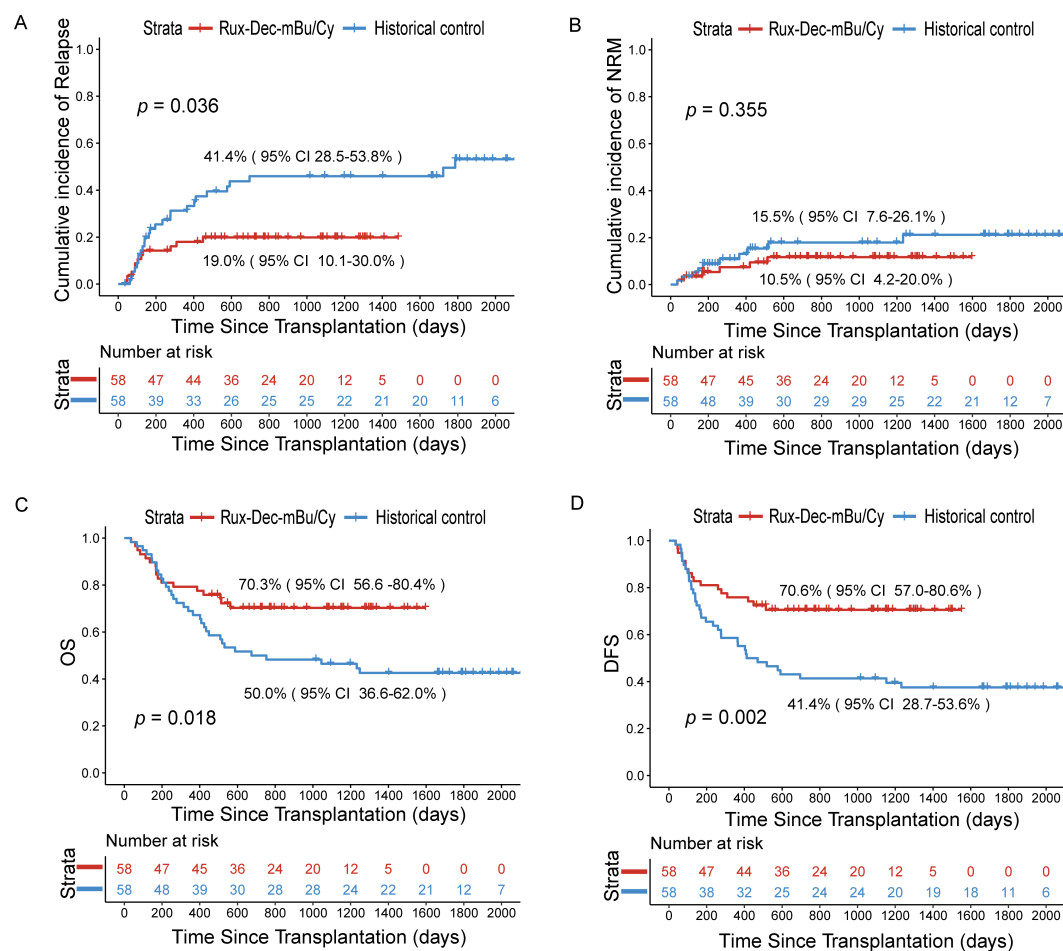 A
Strata Rux-Dec-mBu/Cy Historical control
Cumulative incidence of Relapse
1.0
0.8
0.6
0.4
0.2
0.0
p = 0.036
41.4% ( 95% CI 28.5-53.8% )
19.0% ( 95% CI 10.1-30.0%)
0 200 400 600 800 1000 1200 1400 1600 1800 2000
Time Since Transplantation (days)
Number at risk
Strata
58 47 44 36 24 20 12 5 0 0 0
58 39 33 26 25 25 22 21 20 11 6
0 200 400 600 800 1000 1200 1400 1600 1800 2000
Time Since Transplantation (days)
B
Strata Rux-Dec-mBu/Cy Historical control
Cumulative incidence of NRM
1.0
0.8
0.6
0.4
0.2
0.0
p = 0.355
15.5% ( 95% CI 7.6-26.1% )
10.5% ( 95% CI 4.2-20.0%)
0 200 400 600 800 1000 1200 1400 1600 1800 2000
Time Since Transplantation (days)
Number at risk
Strata
58 47 45 36 24 20 12 5 0 0 0
58 48 39 30 29 29 25 22 21 12 7
0 200 400 600 800 1000 1200 1400 1600 1800 2000
Time Since Transplantation (days)
C
Strata Rux-Dec-mBu/Cy Historical control
OS
1.0
0.8
0.6
0.4
0.2
0.0
70.3% ( 95% CI 56.6 -80.4% )
50.0% ( 95% CI 36.6-62.0% )
p = 0.018
0 200 400 600 800 1000 1200 1400 1600 1800 2000
Time Since Transplantation (days)
Number at risk
Strata
58 47 45 36 24 20 12 5 0 0 0
58 48 39 30 28 28 24 22 21 12 7
0 200 400 600 800 1000 1200 1400 1600 1800 2000
Time Since Transplantation (days)
D
Strata Rux-Dec-mBu/Cy Historical control
DFS
1.0
0.8
0.6
0.4
0.2
0.0
70.6% ( 95% CI 57.0-80.6% )
41.4% ( 95% CI 28.7-53.6% )
p = 0.002
0 200 400 600 800 1000 1200 1400 1600 1800 2000
Time Since Transplantation (days)
Number at risk
Strata
58 47 44 36 24 20 12 5 0 0 0
58 38 32 25 24 24 20 19 18 11 6
0 200 400 600 800 1000 1200 1400 1600 1800 2000
Time Since Transplantation (days)